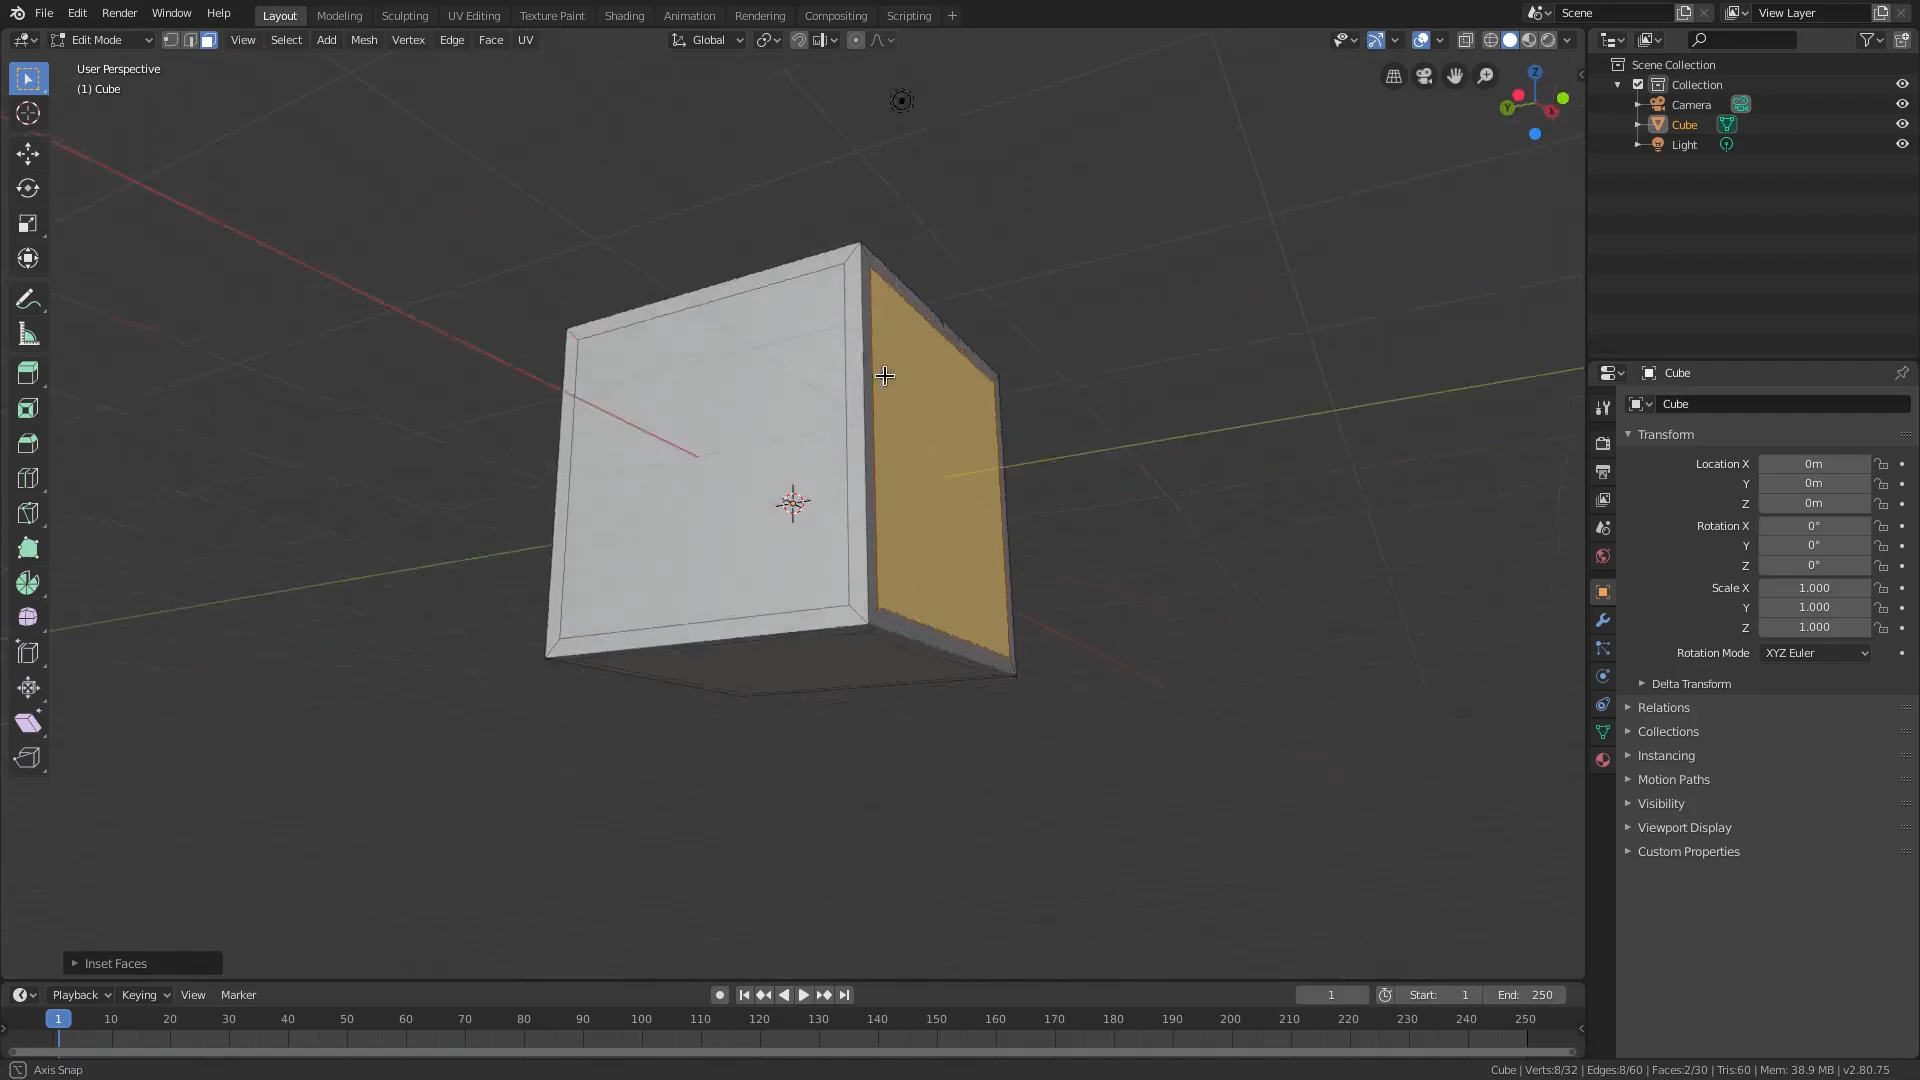 File Edit Render Window Help Layout Modeling Sculpting UV Editing Texture Paint Shading Animation Rendering Compositing Scripting + Scene View Layer
Edit Mode View Select Add Mesh Vertex Edge Face UV Global
User Perspective
(1) Cube
Z
Y
X
Scene Collection
Collection
Camera
Cube
Light
Cube
Cube
Transform
Location X 0m
Y 0m
Z 0m
Rotation X 0°
Y 0°
Z 0°
Scale X 1.000
Y 1.000
Z 1.000
Rotation Mode XYZ Euler
Delta Transform
Relations
Collections
Instancing
Motion Paths
Visibility
Viewport Display
Custom Properties
Inset Faces
Playback Keying View Marker 1 Start: 1 End: 250
1 10 20 30 40 50 60 70 80 90 100 110 120 130 140 150 160 170 180 190 200 210 220 230 240 250
Axis Snap
Cube | Verts:8/32 | Edges:8/60 | Faces:2/30 | Tris:60 | Mem: 38.9 MB | v2.80.75